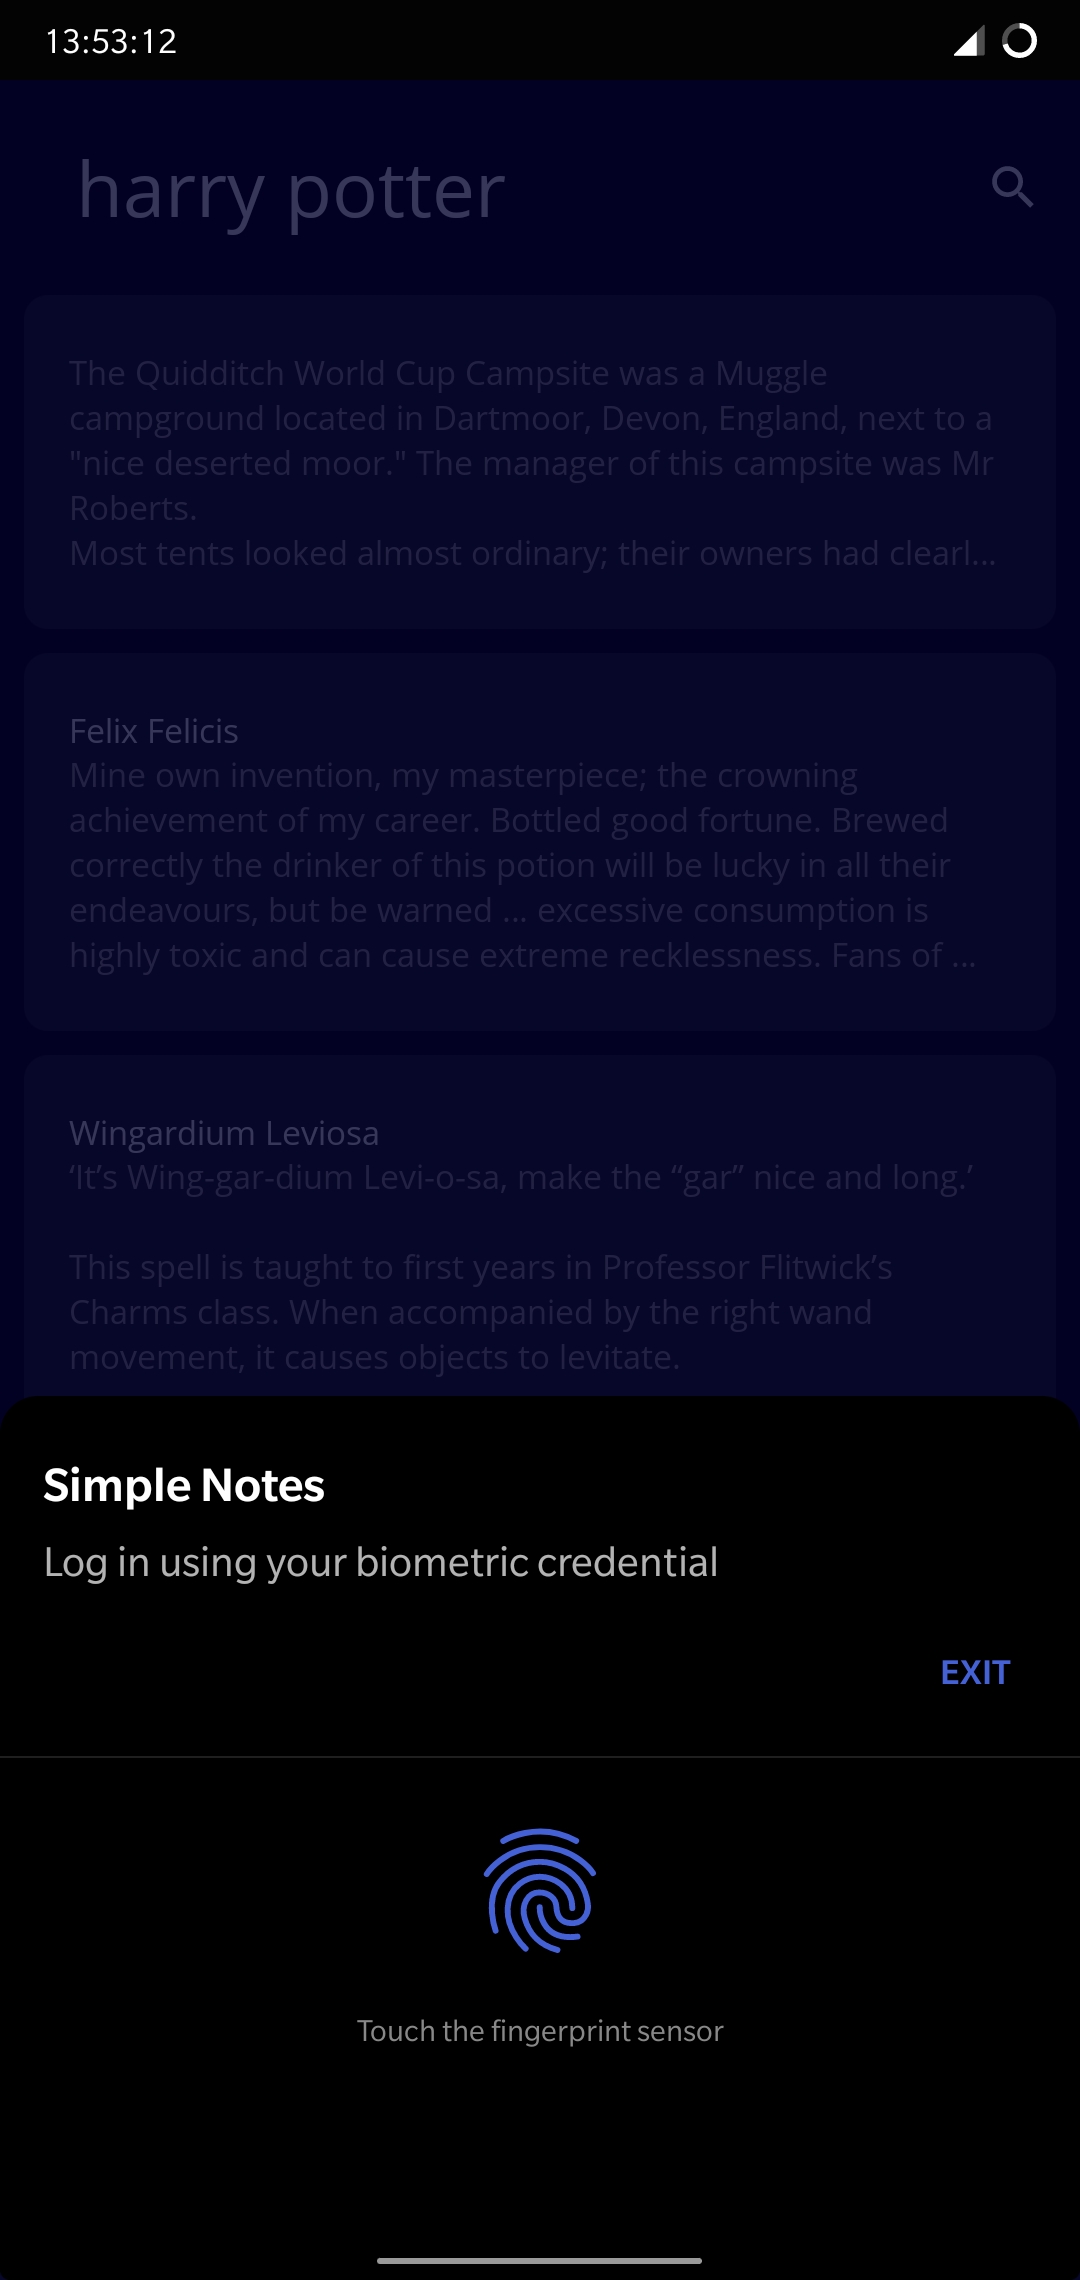 13:53:12
harry potter
The Quidditch World Cup Campsite was a Muggle
campground located in Dartmoor, Devon, England, next to a
"nice deserted moor." The manager of this campsite was Mr
Roberts.
Most tents looked almost ordinary; their owners had clearl...
Felix Felicis
Mine own invention, my masterpiece; the crowning
achievement of my career. Bottled good fortune. Brewed
correctly the drinker of this potion will be lucky in all their
endeavours, but be warned ... excessive consumption is
highly toxic and can cause extreme recklessness. Fans of ...
Wingardium Leviosa
‘It’s Wing-gar-dium Levi-o-sa, make the “gar” nice and long.’
This spell is taught to first years in Professor Flitwick’s
Charms class. When accompanied by the right wand
movement, it causes objects to levitate.
Simple Notes
Log in using your biometric credential
EXIT
Touch the fingerprint sensor